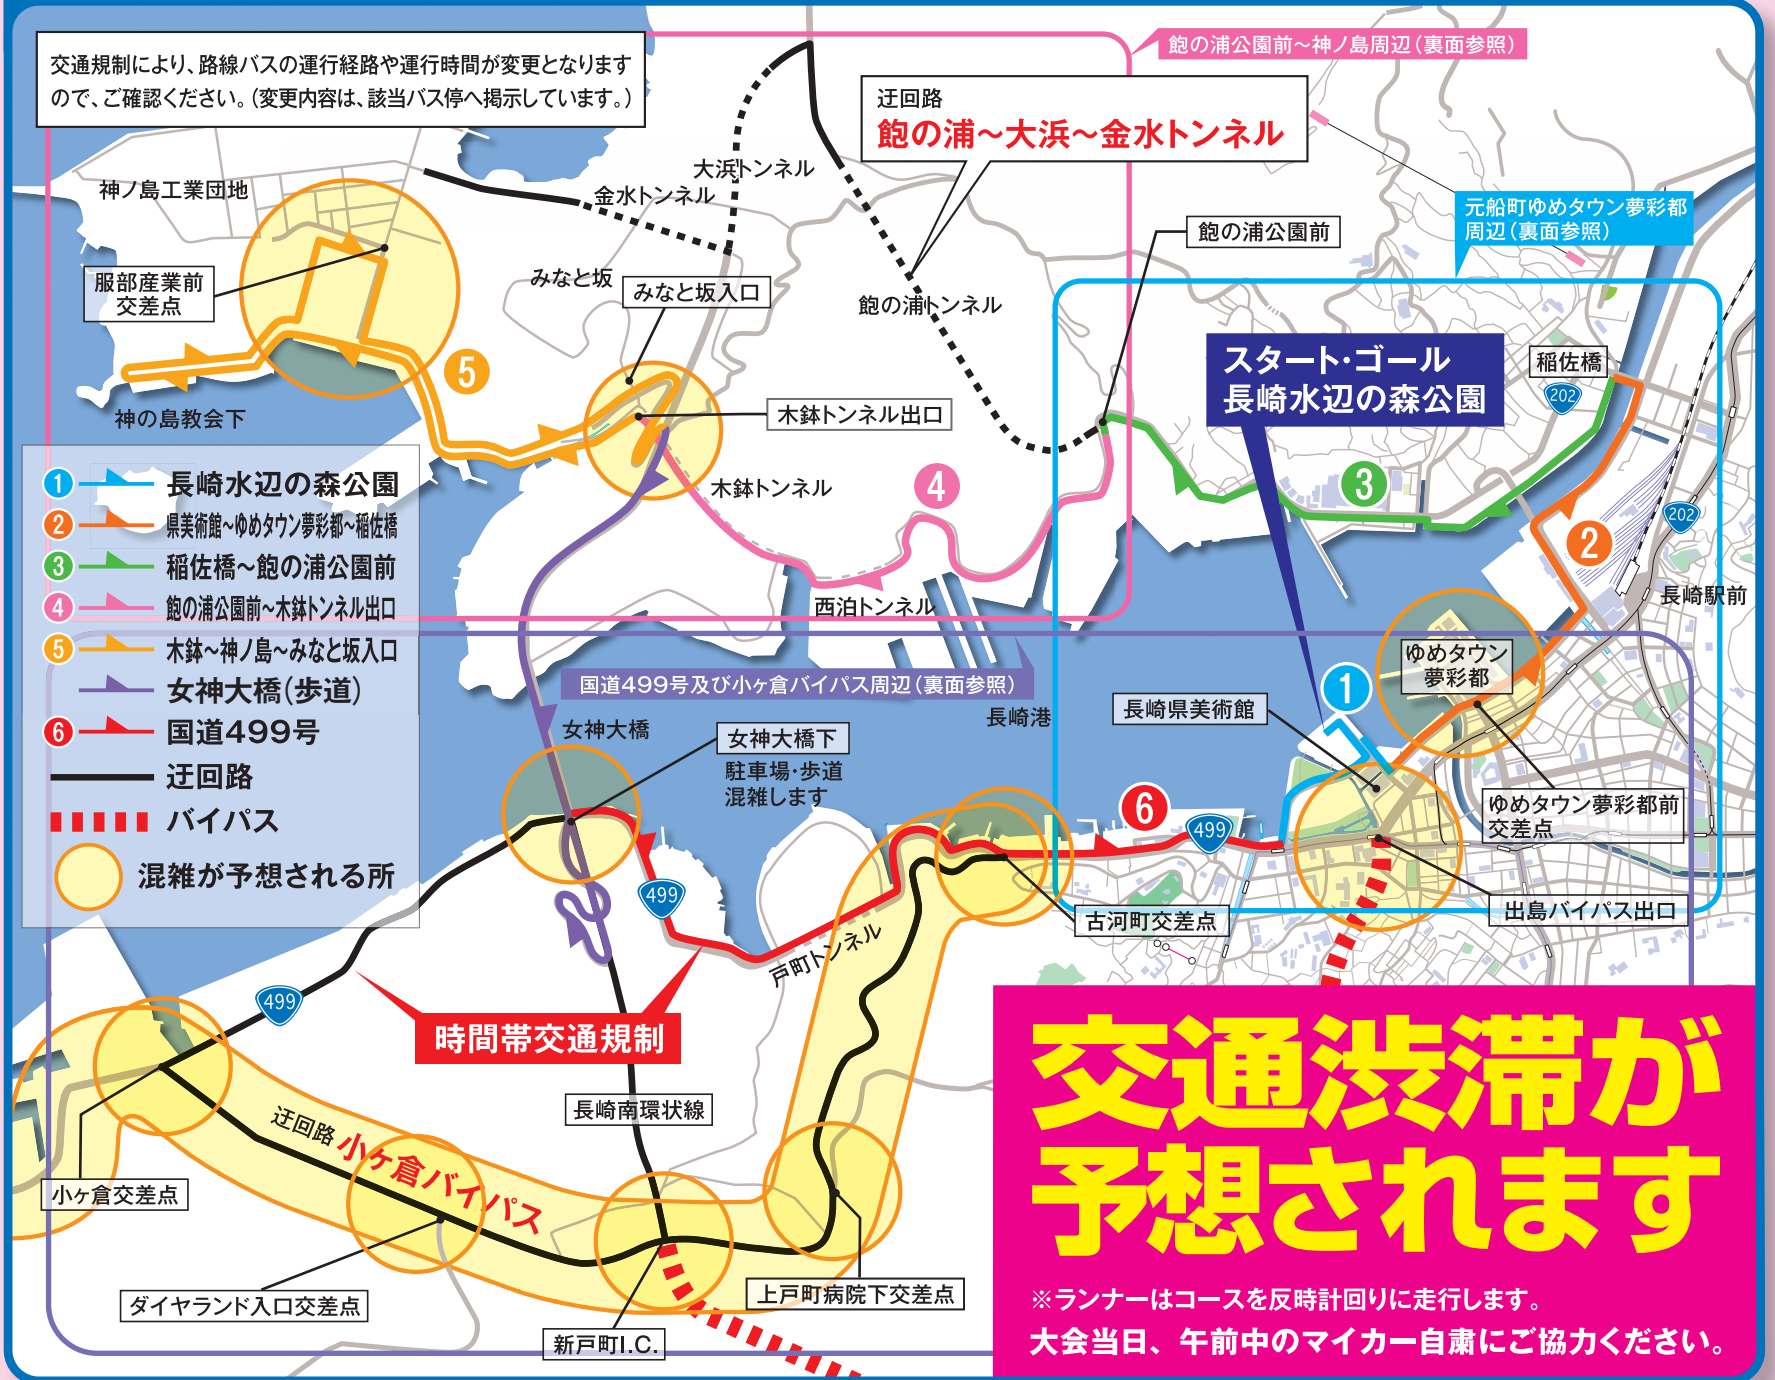 交通規制により、路線バスの運行経路や運行時間が変更となります
ので、ご確認ください。（変更内容は、該当バス停へ掲示しています。）
飽の浦公園前～神ノ島周辺（裏面参照）
迂回路
飽の浦～大浜～金水トンネル
大浜トンネル
金水トンネル
神ノ島工業団地
元船町ゆめタウン夢彩都
周辺（裏面参照）
飽の浦公園前
服部産業前
交差点
みなと坂
みなと坂入口
飽の浦トンネル
スタート・ゴール
長崎水辺の森公園
稲佐橋
202
5
神の島教会下
木鉢トンネル出口
木鉢トンネル
4
3
2
202
長崎駅前
西泊トンネル
1 長崎水辺の森公園
2 県美術館～ゆめタウン夢彩都～稲佐橋
3 稲佐橋～飽の浦公園前
4 飽の浦公園前～木鉢トンネル出口
5 木鉢～神ノ島～みなと坂入口
女神大橋（歩道）
6 国道499号
迂回路
バイパス
混雑が予想される所
国道499号及び小ヶ倉バイパス周辺（裏面参照）
長崎港
女神大橋
女神大橋下
駐車場・歩道
混雑します
ゆめタウン
夢彩都
1
長崎県美術館
ゆめタウン夢彩都前
交差点
6
499
499
古河町交差点
出島バイパス出口
戸町トンネル
499
時間帯交通規制
長崎南環状線
迂回路 小ヶ倉バイパス
小ヶ倉交差点
ダイヤランド入口交差点
新戸町I.C.
上戸町病院下交差点
交通渋滞が
予想されます
※ランナーはコースを反時計回りに走行します。
大会当日、午前中のマイカー自粛にご協力ください。